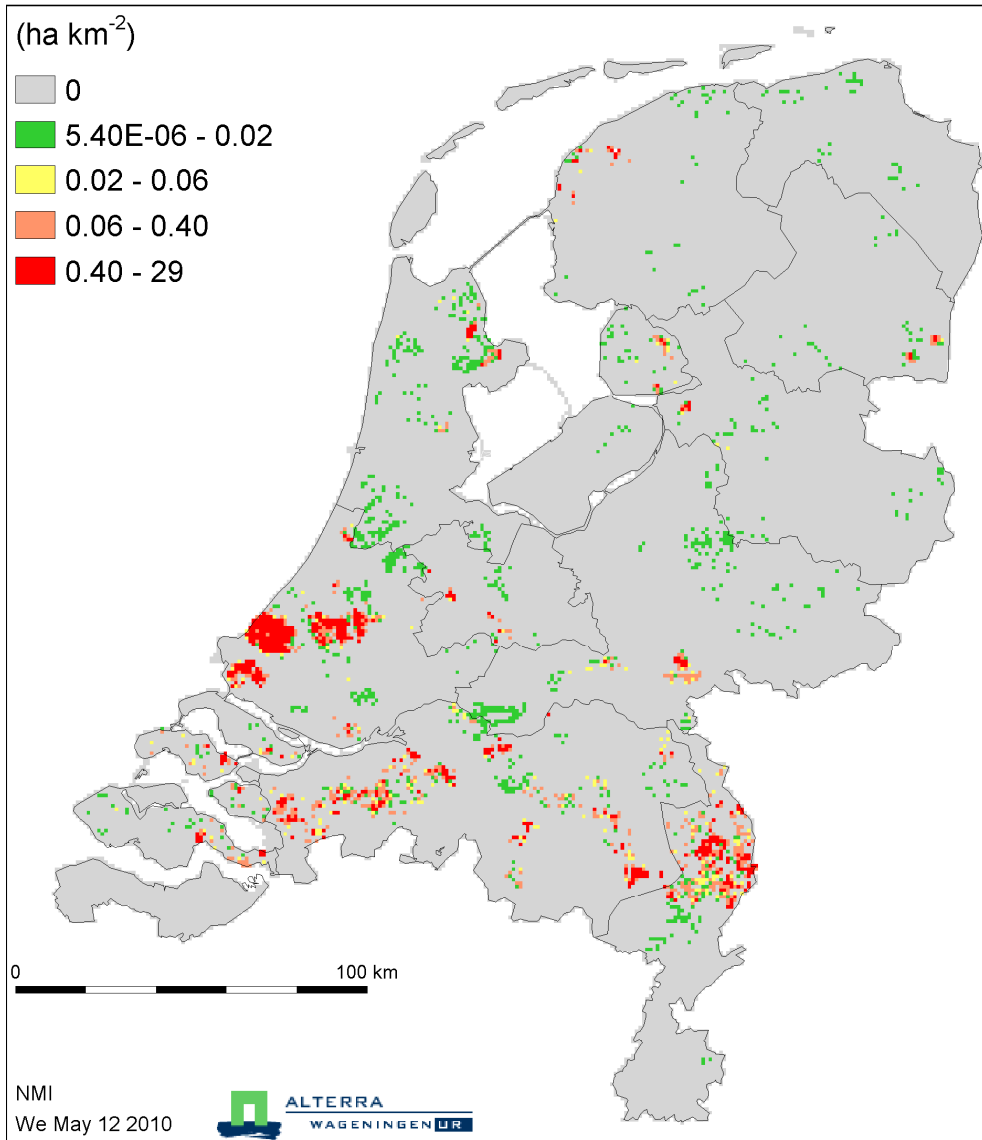 (ha km-2)
0
5.40E-06 - 0.02
0.02 - 0.06
0.06 - 0.40
0.40 - 29
0 100 km
NMI
We May 12 2010
ALTERRA
WAGENINGEN UR